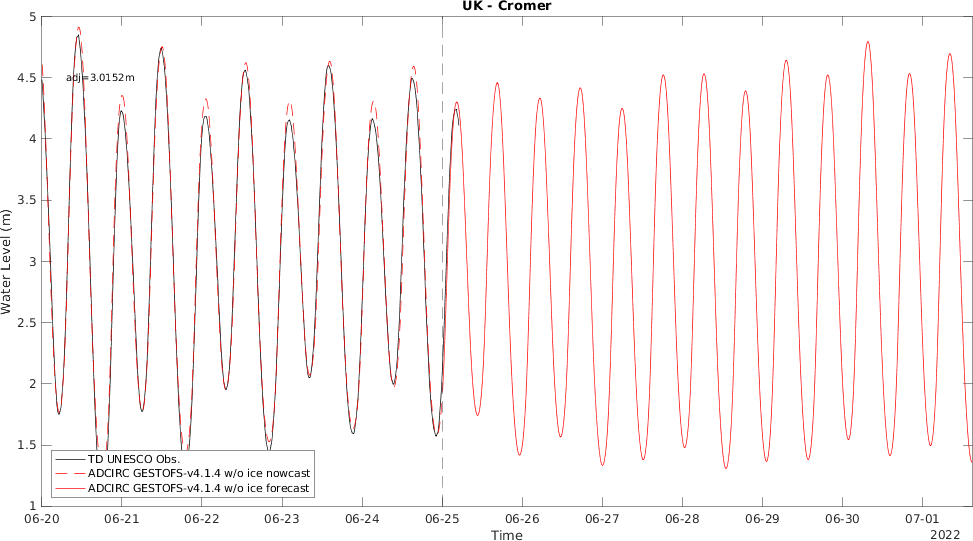 UK - Cromer
5
4.5
4
3.5
3
2.5
2
1.5
1
Water Level (m)
adj=3.0152m
TD UNESCO Obs.
ADCIRC GESTOFS-v4.1.4 w/o ice nowcast
ADCIRC GESTOFS-v4.1.4 w/o ice forecast
06-20 06-21 06-22 06-23 06-24 06-25 06-26 06-27 06-28 06-29 06-30 07-01
Time
2022